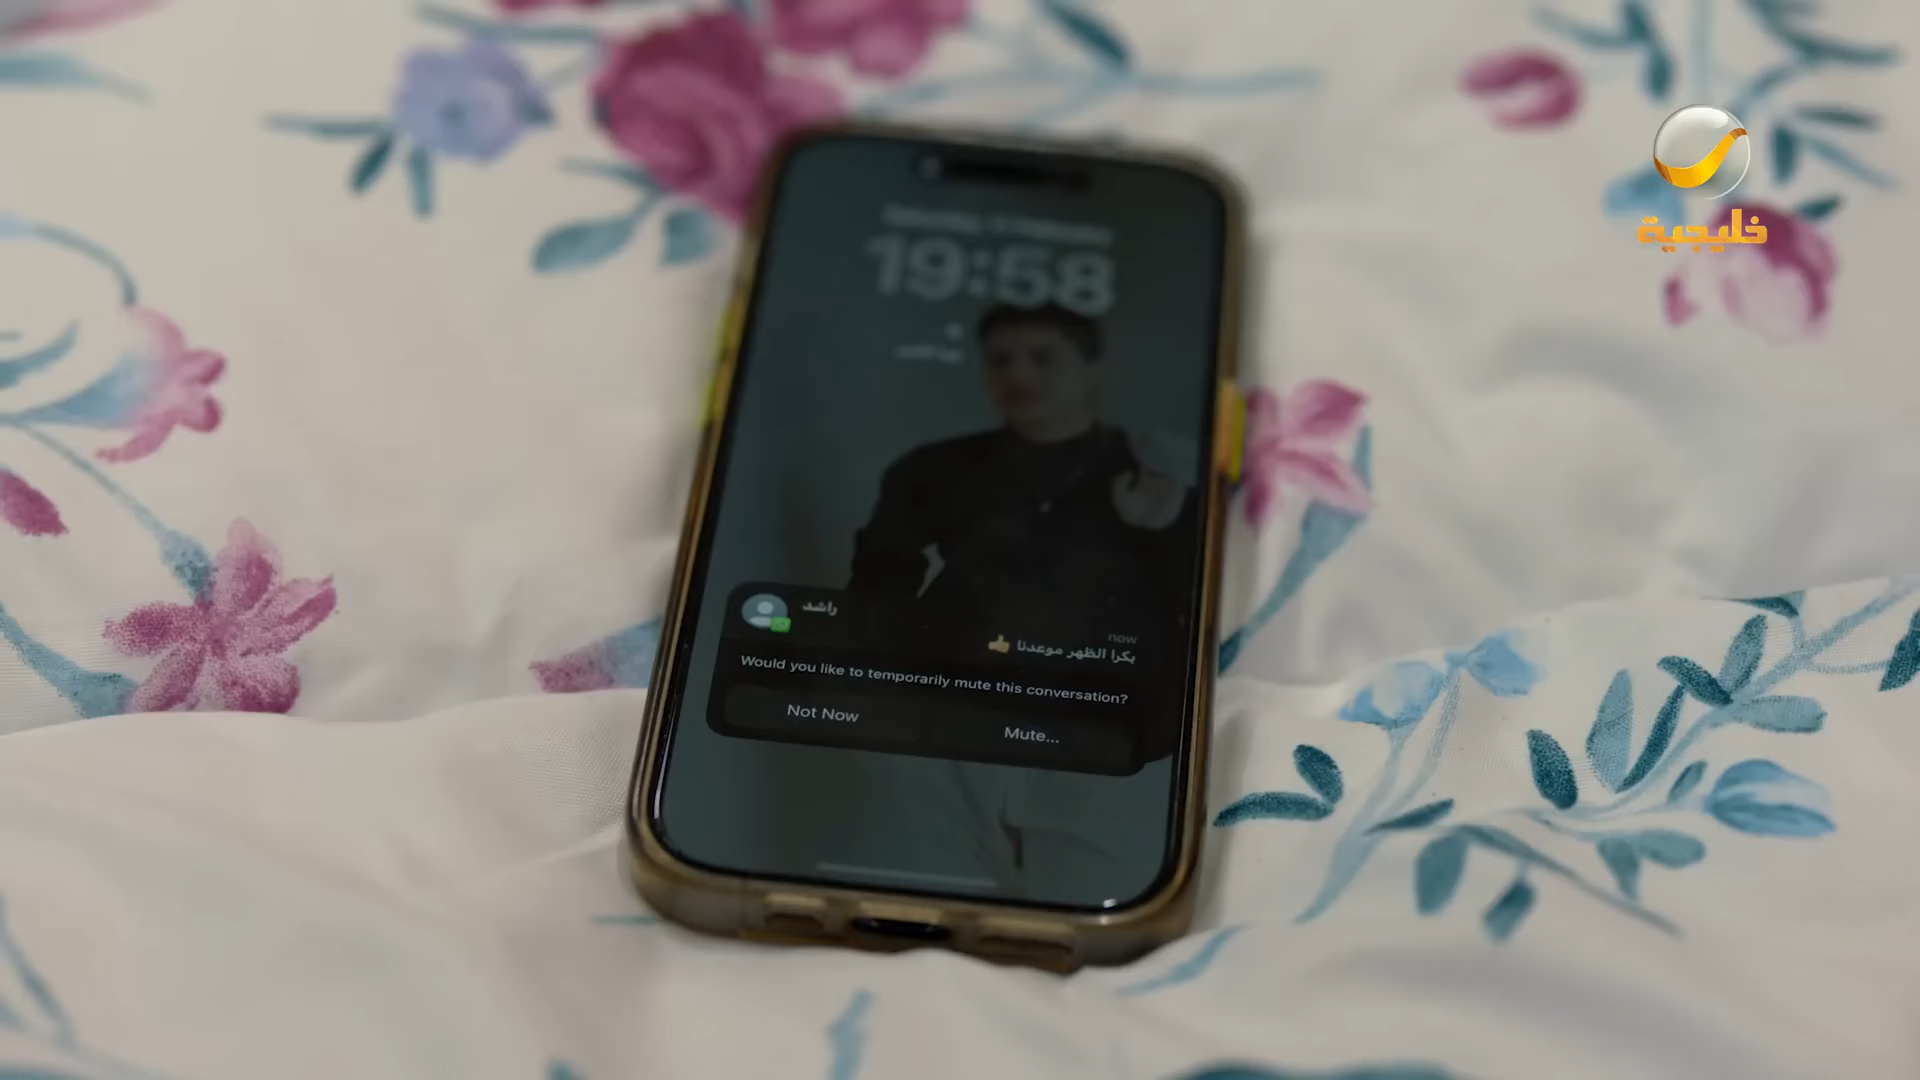 خليجية
19:58
راشد
now
بكرا الظهر موعدنا 👍
Would you like to temporarily mute this conversation?
Not Now
Mute...